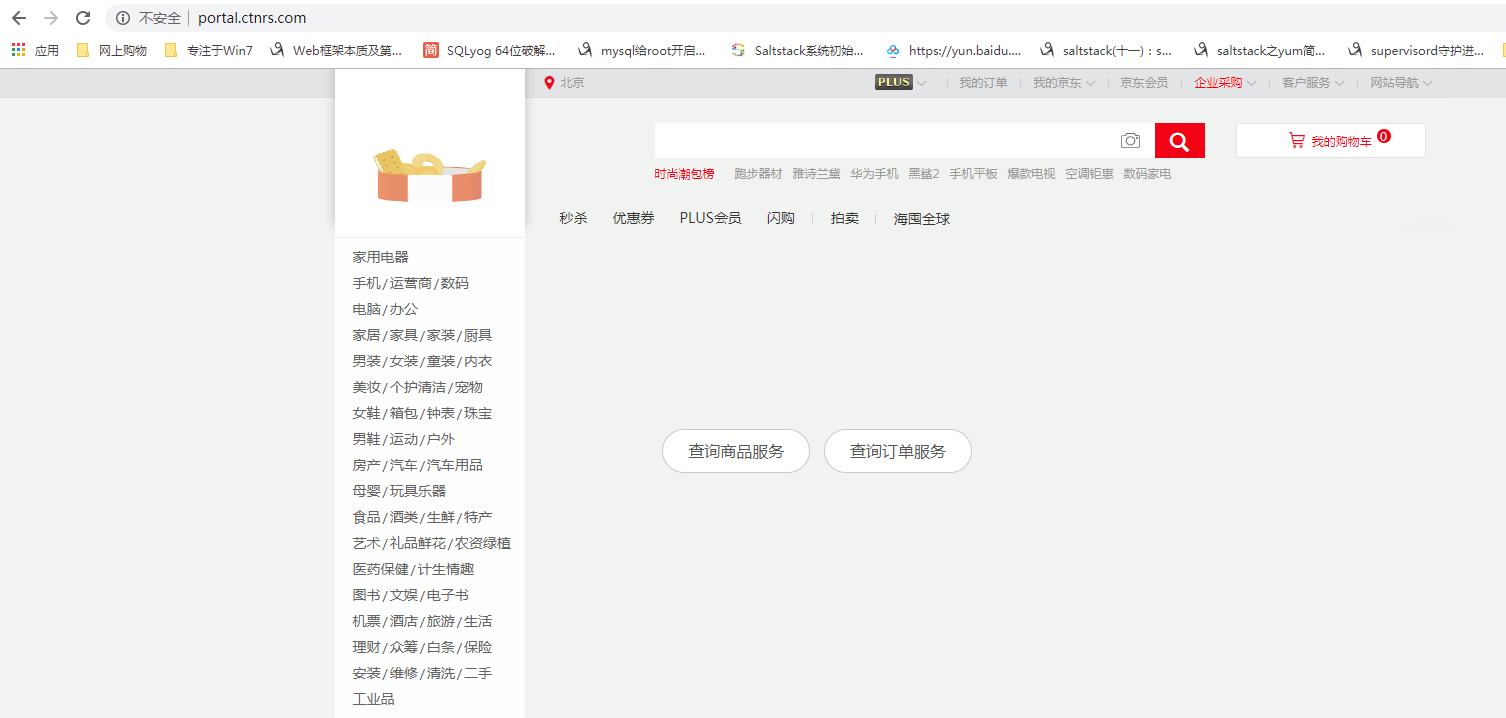 不安全 portal.ctnrs.com
应用 网上购物 专注于Win7 Web框架本质及第... 简 SQLyog 64位破解... mysql给root开启... Saltstack系统初始... https://yun.baidu.... saltstack(十一)：s... saltstack之yum简... supervisord守护进...
北京 PLUS 我的订单 我的京东 京东会员 企业采购 客户服务 网站导航
我的购物车 0
时尚潮包榜 跑步器材 雅诗兰黛 华为手机 黑鲨2 手机平板 爆款电视 空调钜惠 数码家电
秒杀 优惠券 PLUS会员 闪购 拍卖 海囤全球
家用电器
手机/运营商/数码
电脑/办公
家居/家具/家装/厨具
男装/女装/童装/内衣
美妆/个护清洁/宠物
女鞋/箱包/钟表/珠宝
男鞋/运动/户外
查询商品服务 查询订单服务
房产/汽车/汽车用品
母婴/玩具乐器
食品/酒类/生鲜/特产
艺术/礼品鲜花/农资绿植
医药保健/计生情趣
图书/文娱/电子书
机票/酒店/旅游/生活
理财/众筹/白条/保险
安装/维修/清洗/二手
工业品